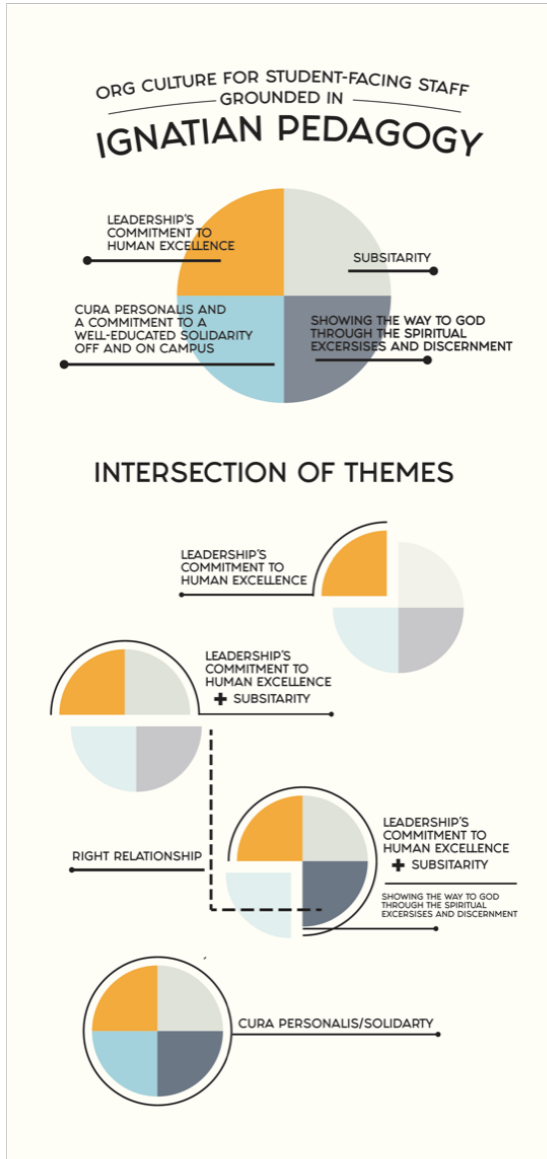 ORG CULTURE FOR STUDENT-FACING STAFF
GROUNDED IN
IGNATIAN PEDAGOGY
LEADERSHIP'S
COMMITMENT TO
HUMAN EXCELLENCE
SUBSITARITY
CURA PERSONALIS AND
A COMMITMENT TO A
WELL-EDUCATED SOLIDARITY
OFF AND ON CAMPUS
SHOWING THE WAY TO GOD
THROUGH THE SPIRITUAL
EXCERSISES AND DISCERNMENT
INTERSECTION OF THEMES
LEADERSHIP'S
COMMITMENT TO
HUMAN EXCELLENCE
LEADERSHIP'S
COMMITMENT TO
HUMAN EXCELLENCE
+ SUBSITARITY
LEADERSHIP'S
COMMITMENT TO
HUMAN EXCELLENCE
+ SUBSITARITY
RIGHT RELATIONSHIP
SHOWING THE WAY TO GOD
THROUGH THE SPIRITUAL
EXCERSISES AND DISCERNMENT
CURA PERSONALIS/SOLIDARTY